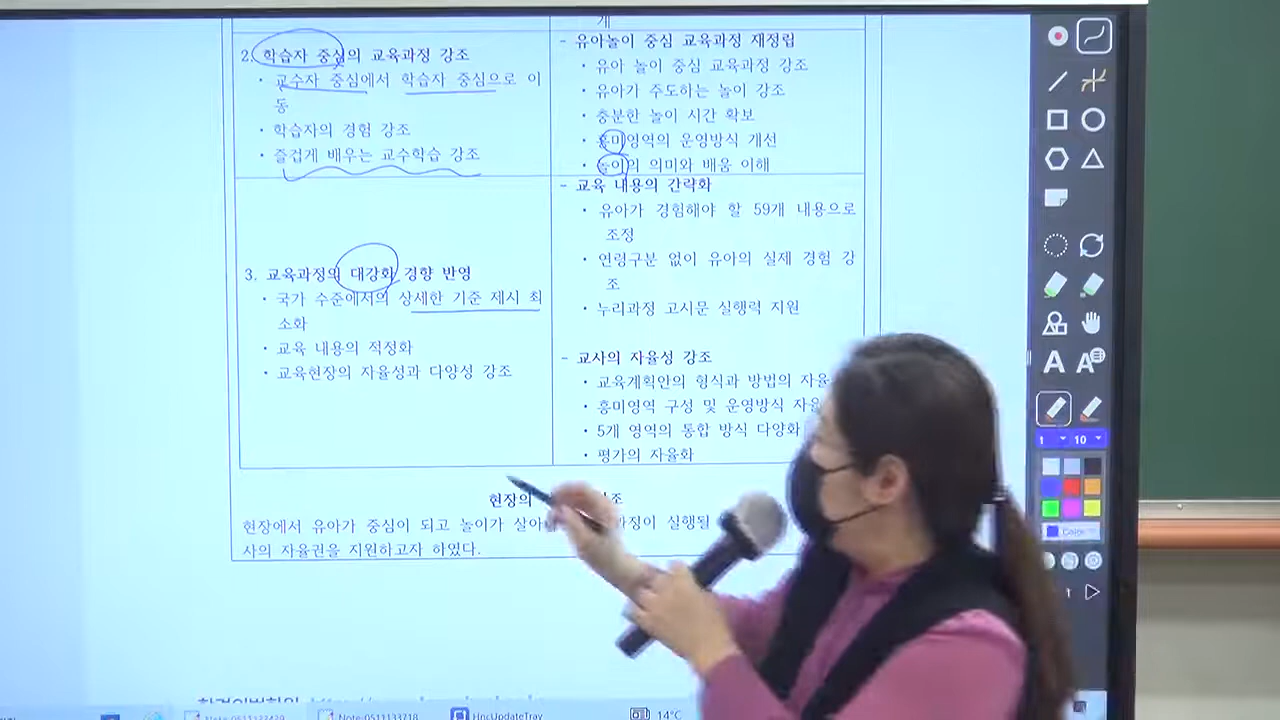 개
2. 학습자 중심의 교육과정 강조
· 교수자 중심에서 학습자 중심으로 이
동
· 학습자의 경험 강조
· 즐겁게 배우는 교수학습 강조
- 유아놀이 중심 교육과정 재정립
· 유아 놀이 중심 교육과정 강조
· 유아가 주도하는 놀이 강조
· 충분한 놀이 시간 확보
· 흥미영역의 운영방식 개선
· 놀이의 의미와 배움 이해
3. 교육과정의 대강화 경향 반영
· 국가 수준에서의 상세한 기준 제시 최
소화
· 교육 내용의 적정화
· 교육현장의 자율성과 다양성 강조
- 교육 내용의 간략화
· 유아가 경험해야 할 59개 내용으로
조정
· 연령구분 없이 유아의 실제 경험 강
조
· 누리과정 고시문 실행력 지원
- 교사의 자율성 강조
· 교육계획안의 형식과 방법의 자율
· 흥미영역 구성 및 운영방식 자율
· 5개 영역의 통합 방식 다양화
· 평가의 자율화
현장의 조
현장에서 유아가 중심이 되고 놀이가 과정이 실행될
사의 자율권을 지원하고자 하였다.
A A
1 10
Color
Note:0511133718 HncUpdateTray 14°C